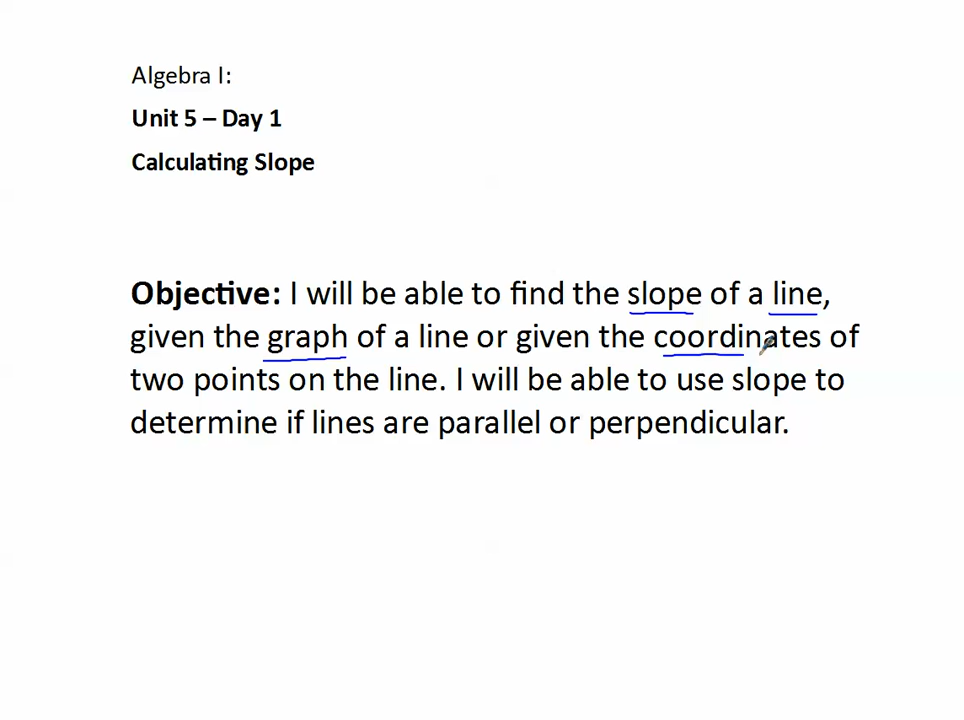 Algebra I:
Unit 5 – Day 1
Calculating Slope
Objective: I will be able to find the slope of a line,
given the graph of a line or given the coordinates of
two points on the line. I will be able to use slope to
determine if lines are parallel or perpendicular.